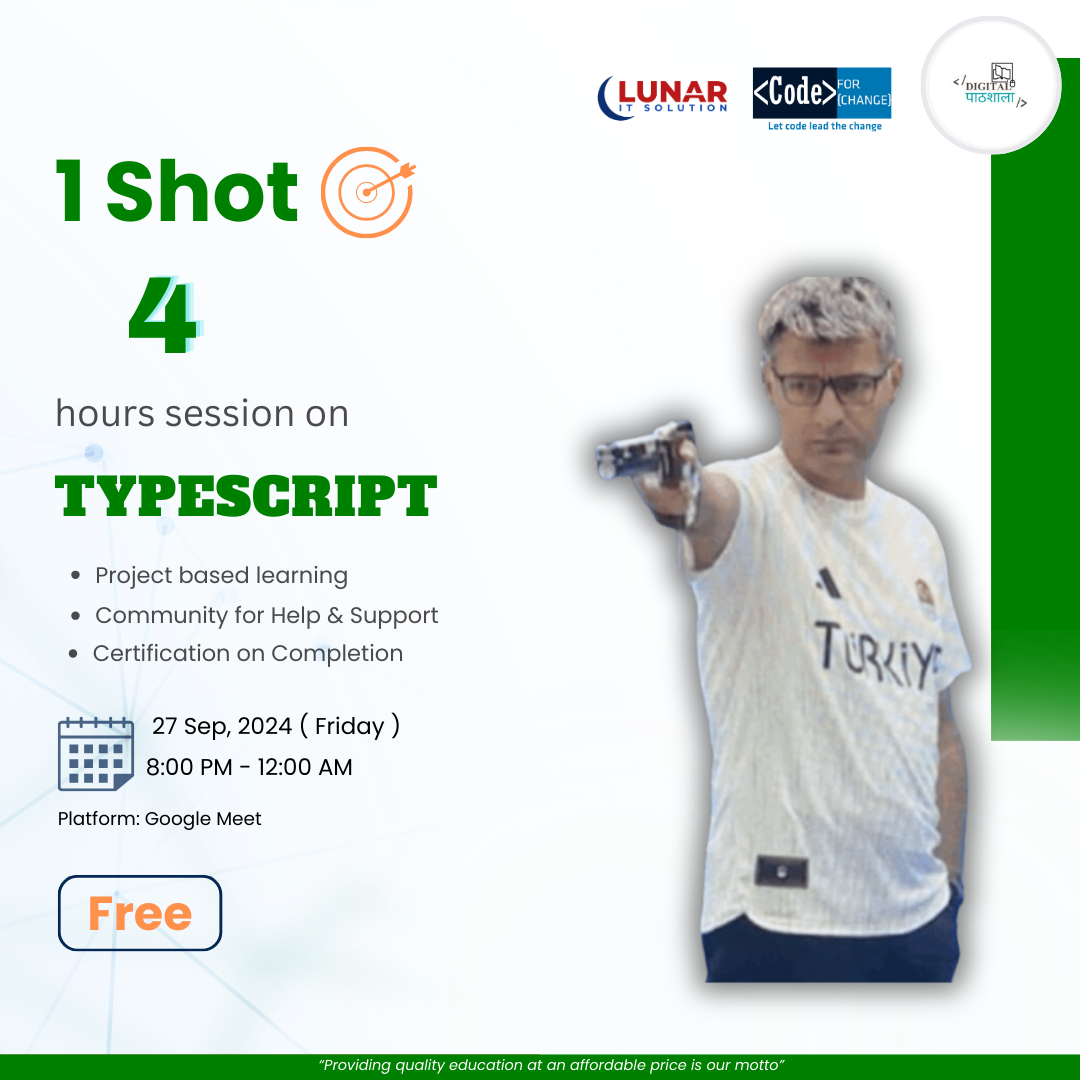 LUNAR
IT SOLUTION
<Code> FOR {CHANGE}
Let code lead the change
</ DIGITAL
पाठशाला />
1 Shot
4
hours session on
TYPESCRIPT
• Project based learning
• Community for Help & Support
• Certification on Completion
27 Sep, 2024 ( Friday )
8:00 PM - 12:00 AM
Platform: Google Meet
Free
TÜRKİY
“Providing quality education at an affordable price is our motto”